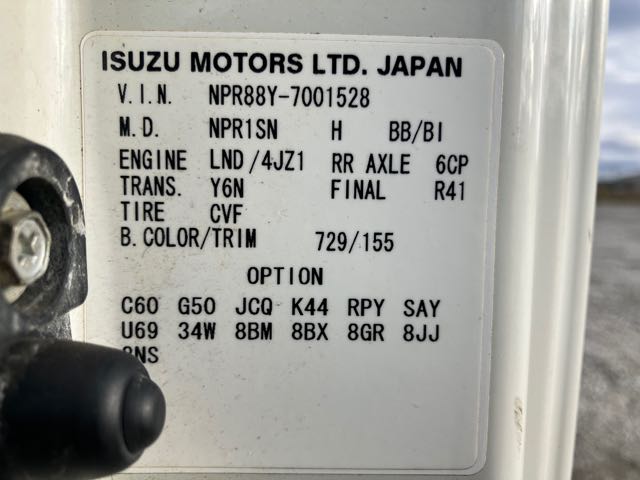 ISUZU MOTORS LTD. JAPAN
V.I.N. NPR88Y-7001528
M.D. NPR1SN H BB/BI
ENGINE LND/4JZ1 RR AXLE 6CP
TRANS. Y6N FINAL R41
TIRE CVF
B.COLOR/TRIM 729/155
OPTION
C60 G50 JCQ K44 RPY SAY
U69 34W 8BM 8BX 8GR 8JJ